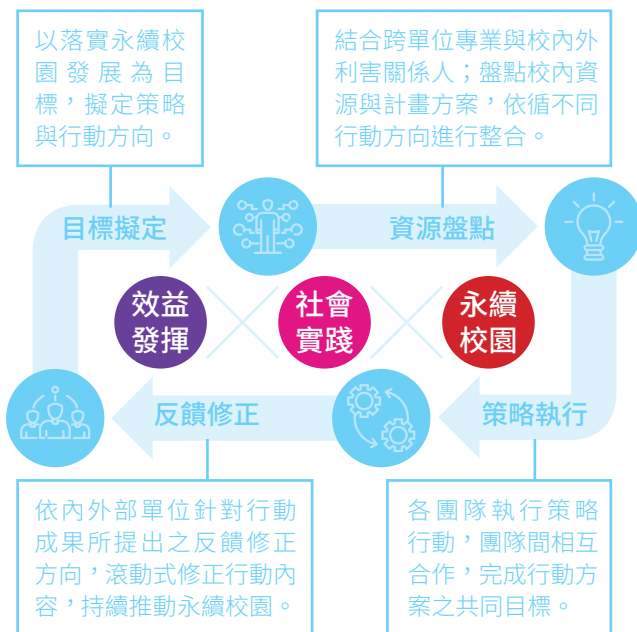 以落實永續校
園發展為目
標，擬定策略
與行動方向。
結合跨單位專業與校內外
利害關係人；盤點校內資
源與計畫方案，依循不同
行動方向進行整合。
目標擬定
資源盤點
效益
發揮
社會
實踐
永續
校園
反饋修正
策略執行
依內外部單位針對行動
成果所提出之反饋修正
方向，滾動式修正行動內
容，持續推動永續校園。
各團隊執行策略
行動，團隊間相互
合作，完成行動方
案之共同目標。